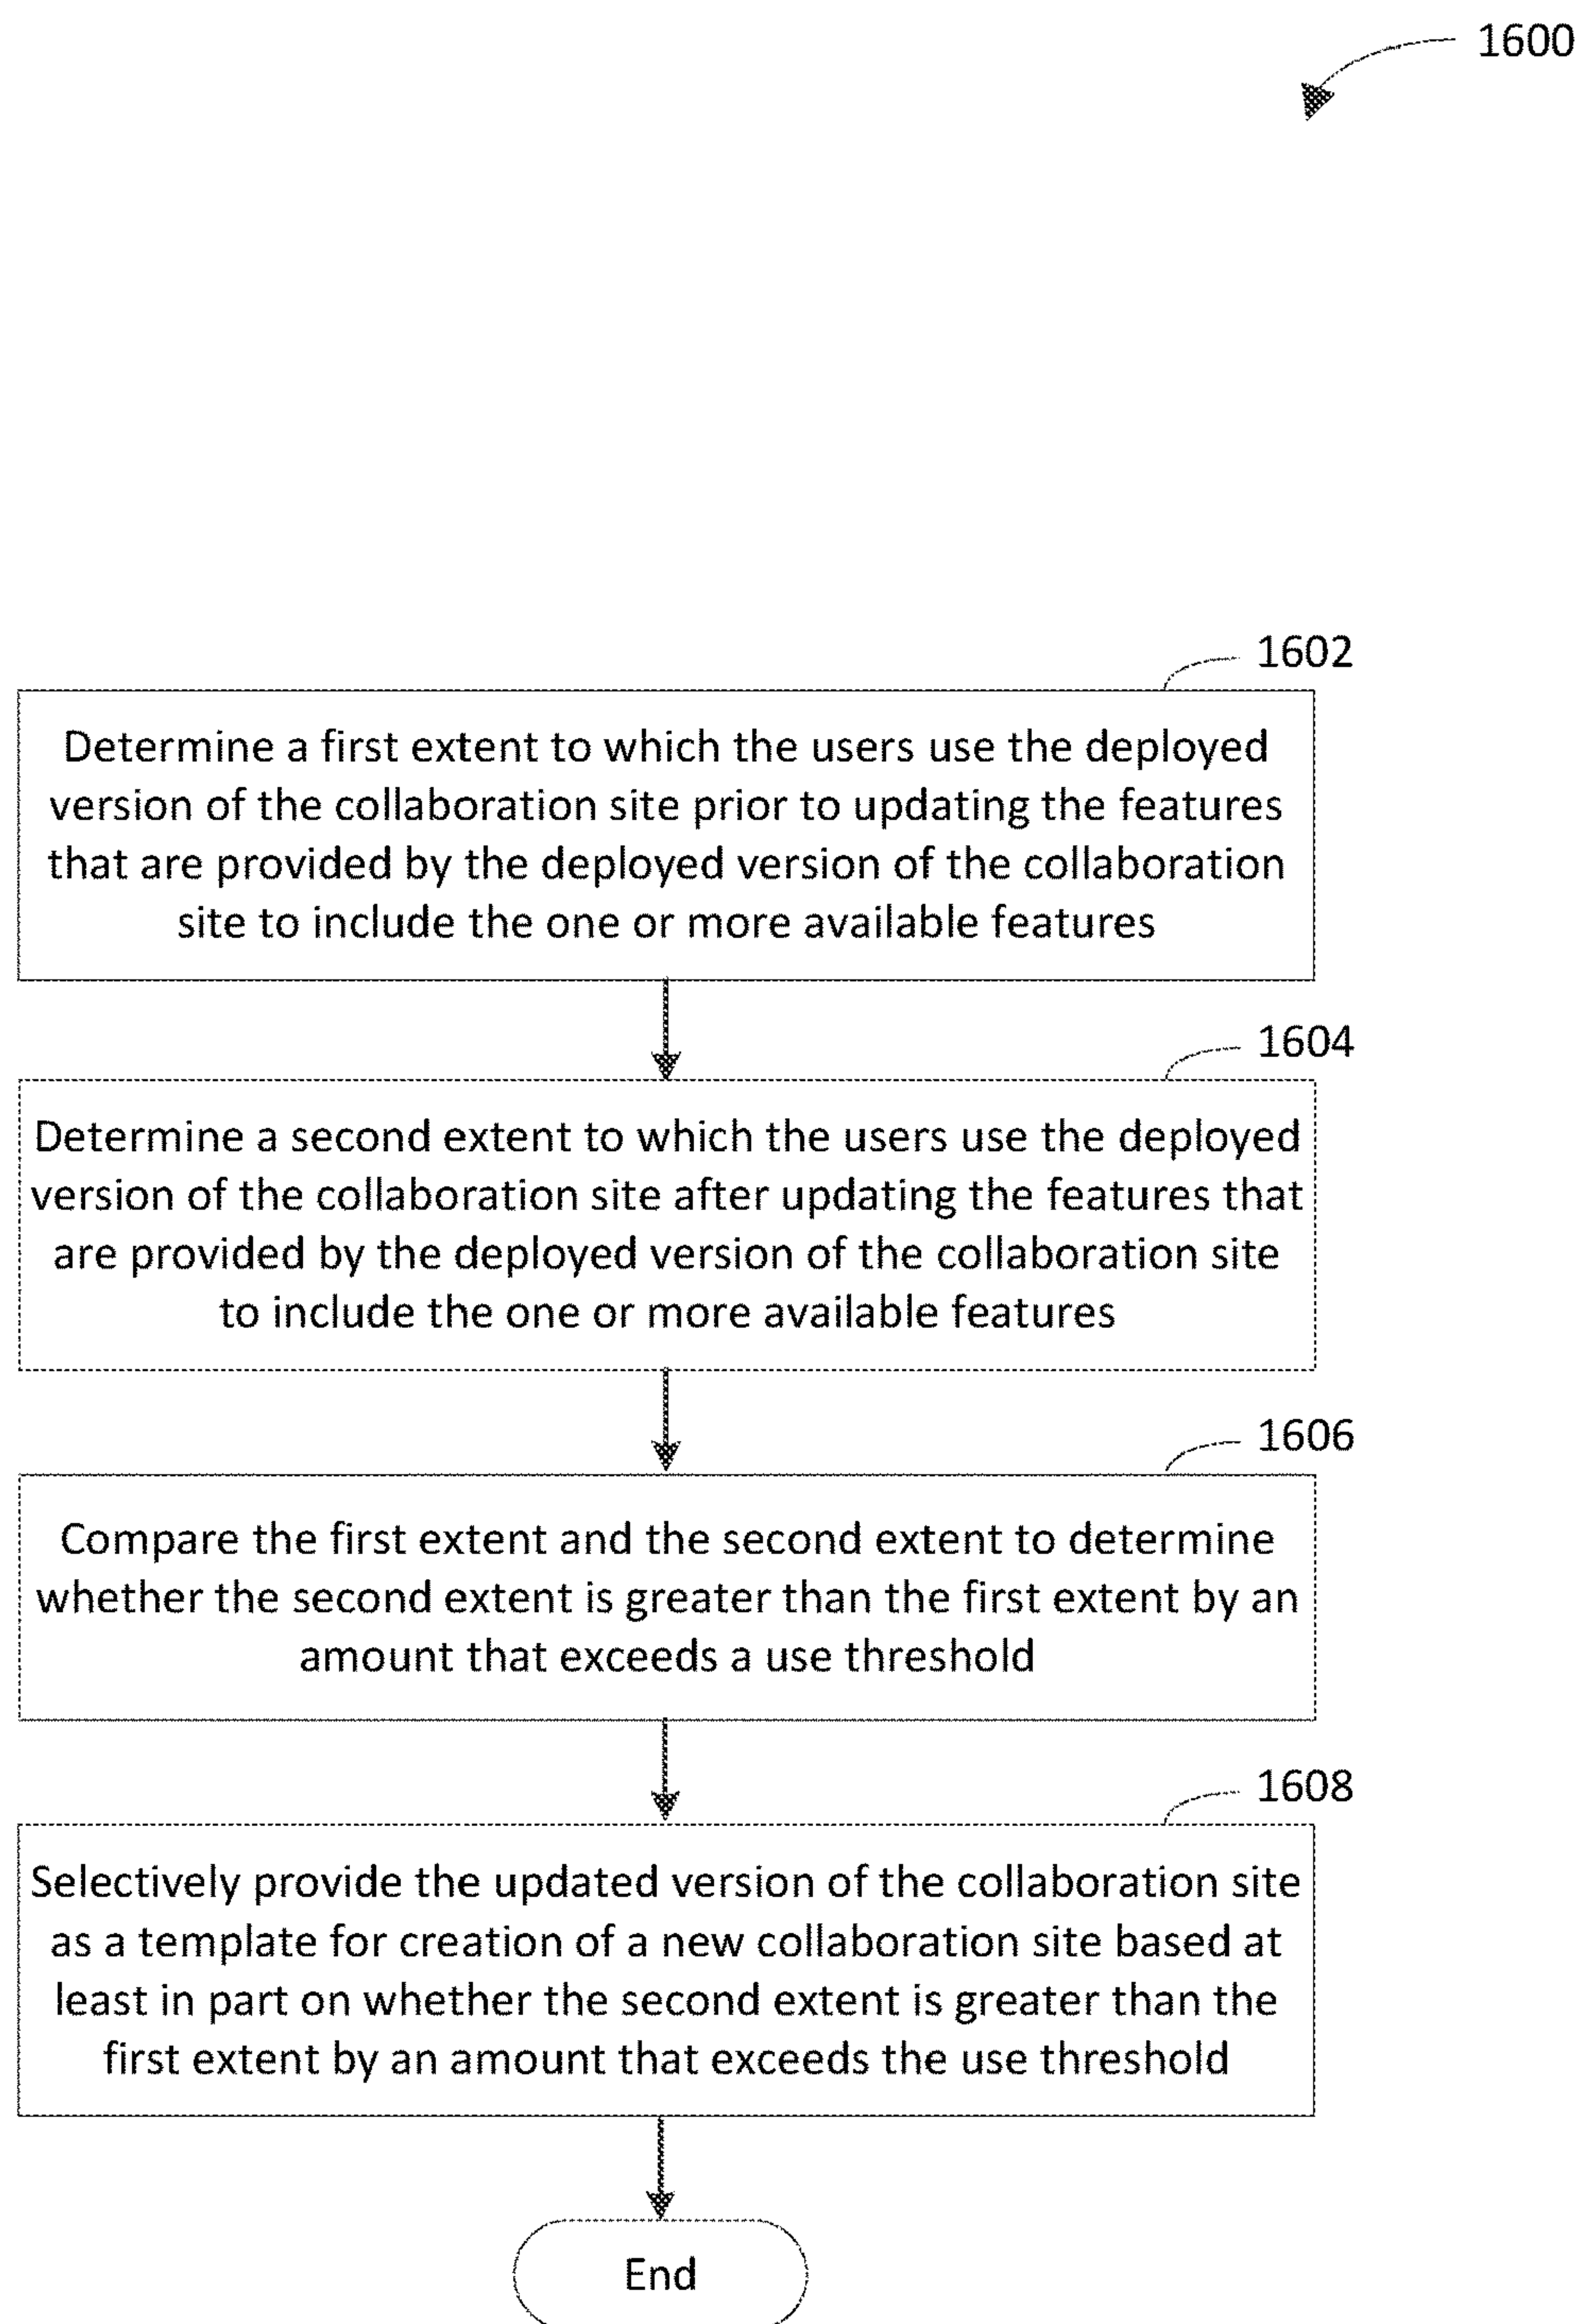 1600
1602
Determine a first extent to which the users use the deployed
version of the collaboration site prior to updating the features
that are provided by the deployed version of the collaboration
site to include the one or more available features
1604
Determine a second extent to which the users use the deployed
version of the collaboration site after updating the features that
are provided by the deployed version of the collaboration site
to include the one or more available features
1606
Compare the first extent and the second extent to determine
whether the second extent is greater than the first extent by an
amount that exceeds a use threshold
1608
Selectively provide the updated version of the collaboration site
as a template for creation of a new collaboration site based at
least in part on whether the second extent is greater than the
first extent by an amount that exceeds the use threshold
End